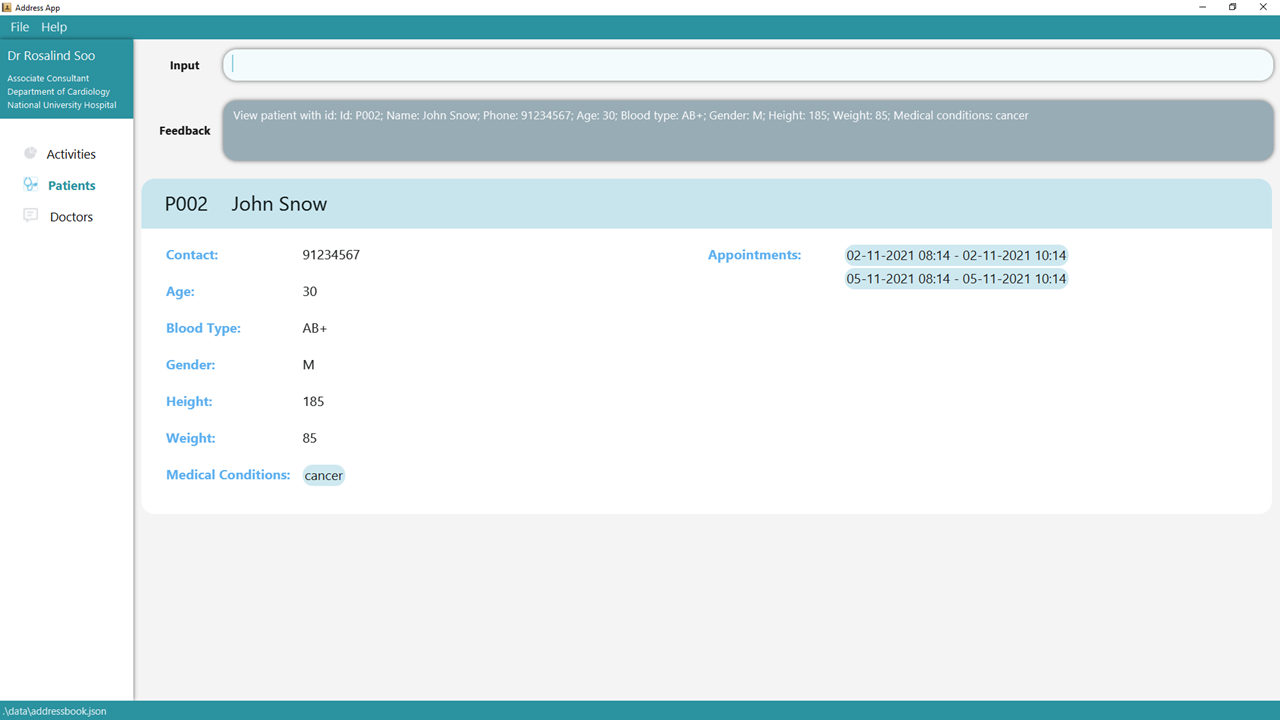 Address App
File Help
Dr Rosalind Soo
Associate Consultant
Department of Cardiology
National University Hospital
Activities
Patients
Doctors
Input
Feedback
View patient with id: Id: P002; Name: John Snow; Phone: 91234567; Age: 30; Blood type: AB+; Gender: M; Height: 185; Weight: 85; Medical conditions: cancer
P002 John Snow
Contact: 91234567
Age: 30
Blood Type: AB+
Gender: M
Height: 185
Weight: 85
Medical Conditions: cancer
Appointments: 02-11-2021 08:14 - 02-11-2021 10:14
05-11-2021 08:14 - 05-11-2021 10:14
.\data\addressbook.json